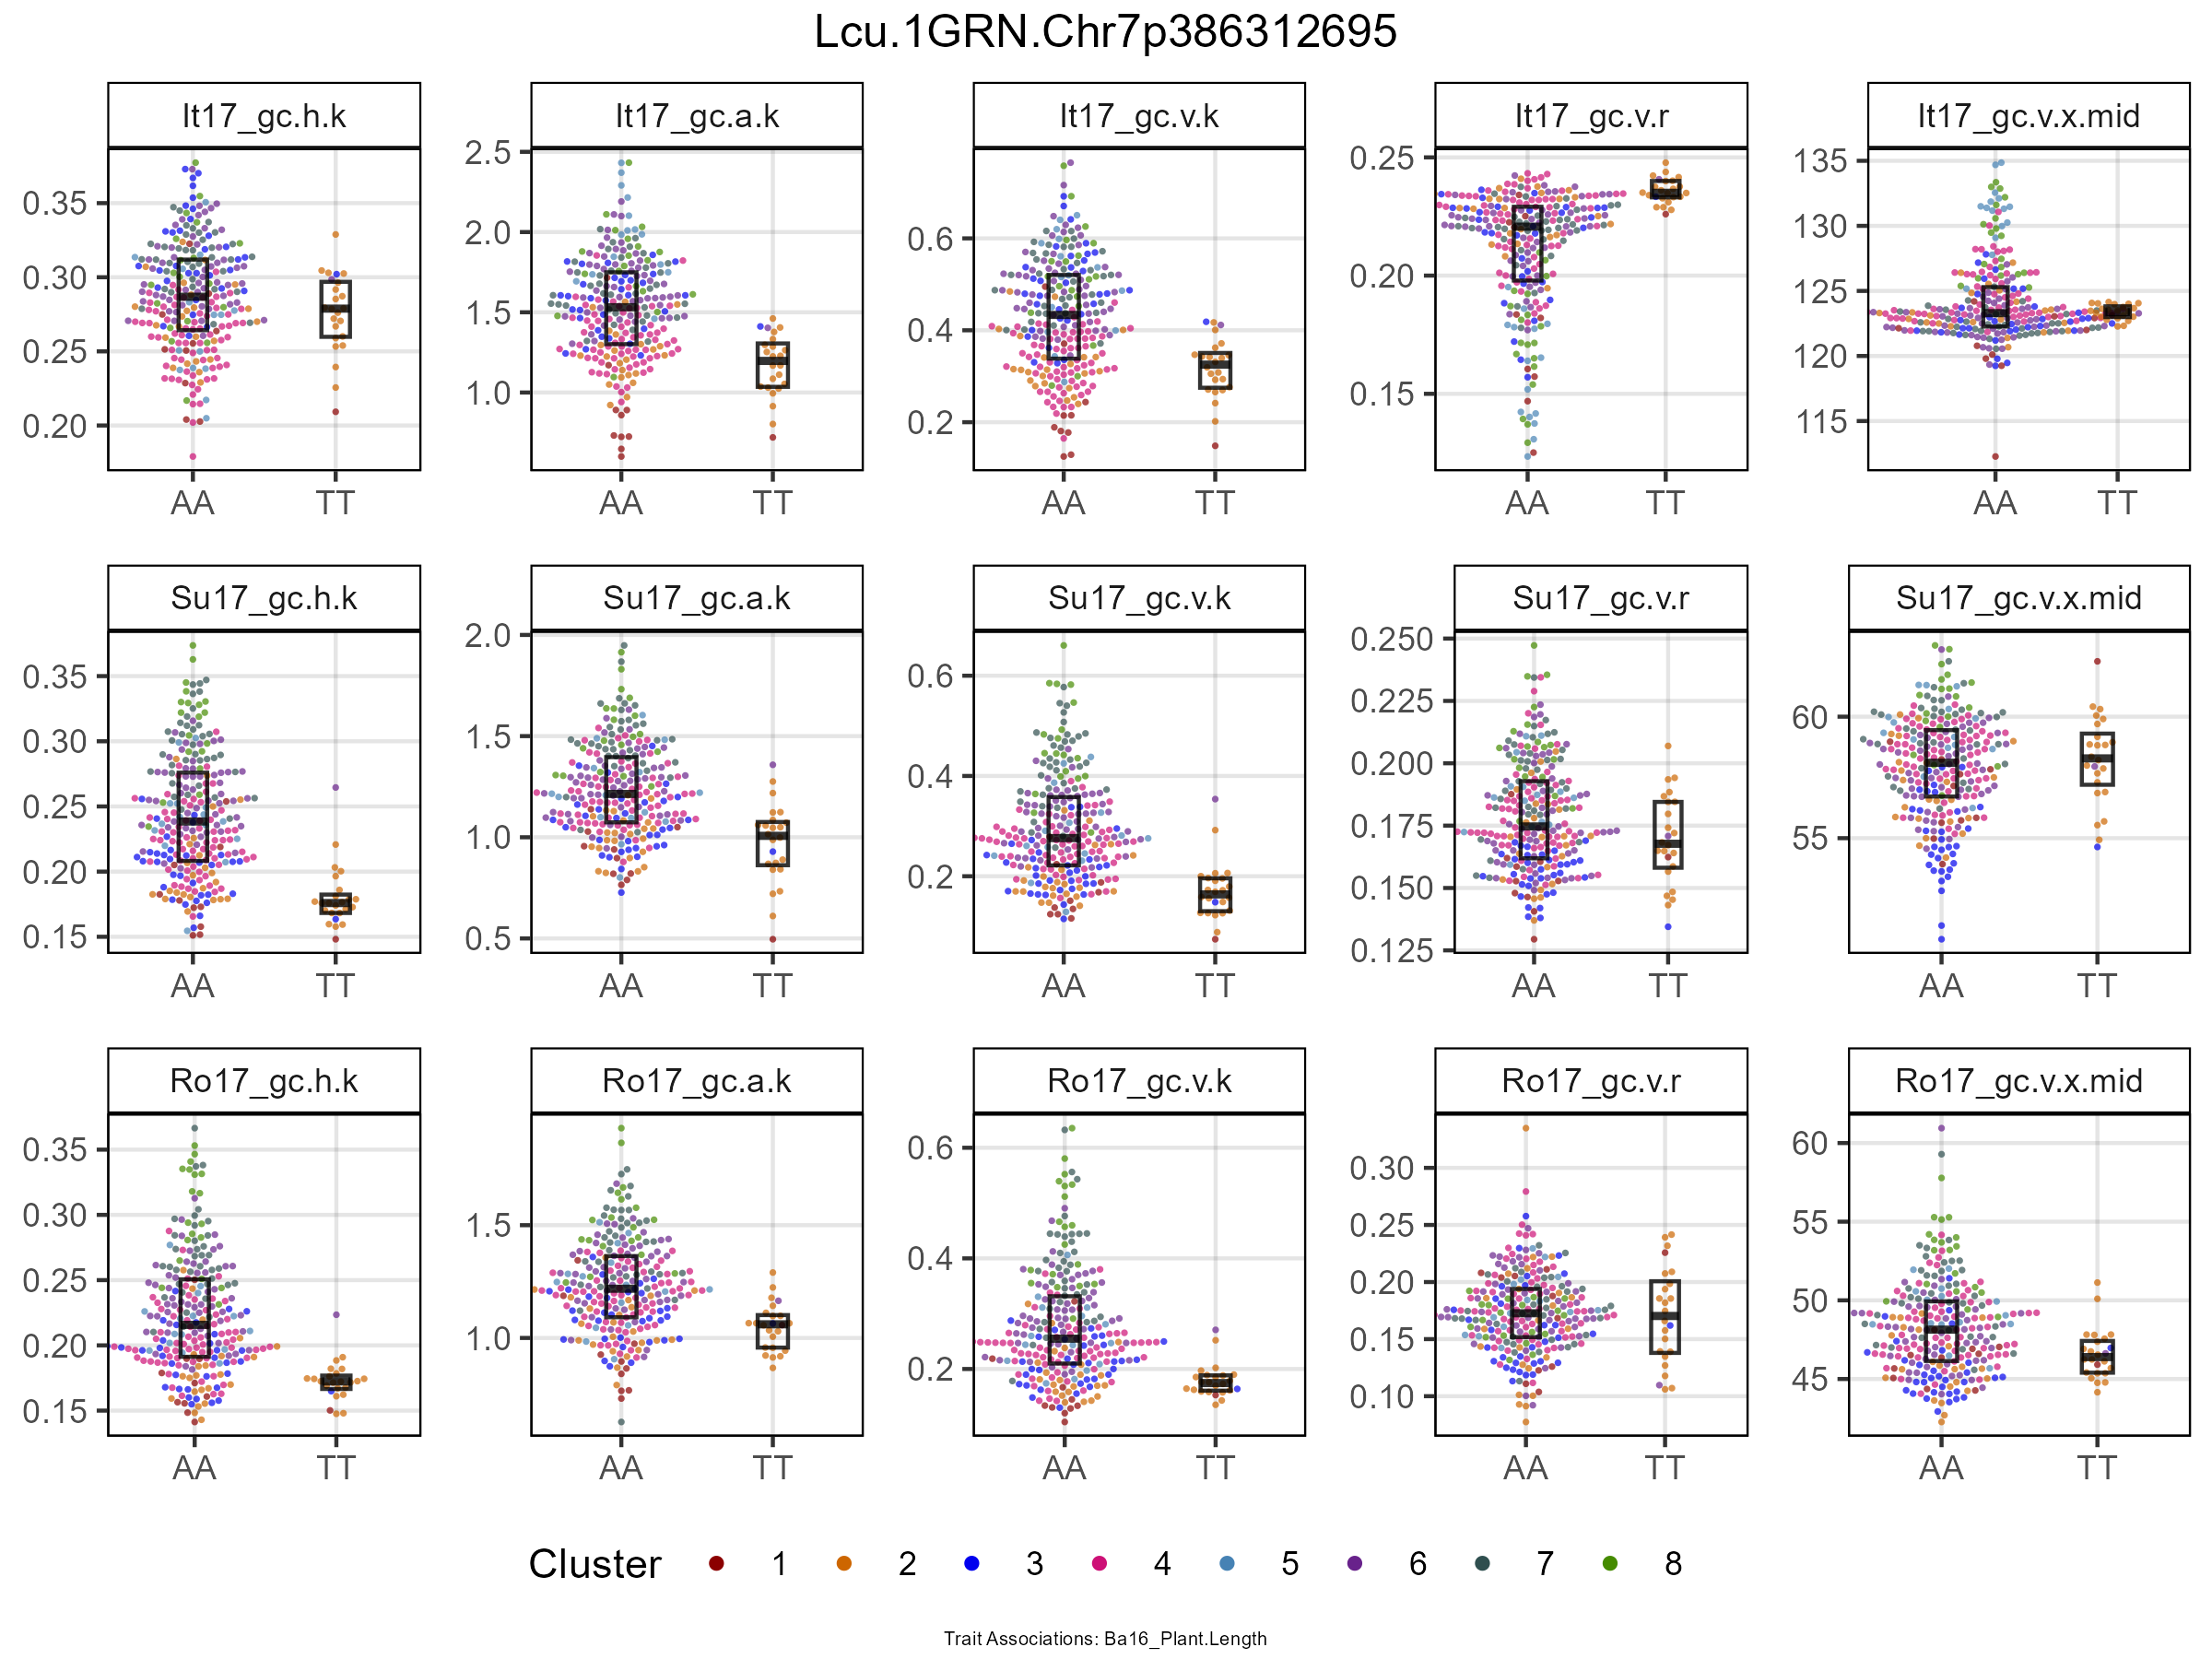 Lcu.1GRN.Chr7p386312695
It17_gc.h.k
It17_gc.a.k
It17_gc.v.k
It17_gc.v.r
It17_gc.v.x.mid
0.35
0.30
0.25
0.20
2.5
2.0
1.5
1.0
0.6
0.4
0.2
0.25
0.20
0.15
135
130
125
120
115
AA TT
AA TT
AA TT
AA TT
AA TT
Su17_gc.h.k
Su17_gc.a.k
Su17_gc.v.k
Su17_gc.v.r
Su17_gc.v.x.mid
0.35
0.30
0.25
0.20
0.15
2.0
1.5
1.0
0.5
0.6
0.4
0.2
0.250
0.225
0.200
0.175
0.150
0.125
60
55
AA TT
AA TT
AA TT
AA TT
AA TT
Ro17_gc.h.k
Ro17_gc.a.k
Ro17_gc.v.k
Ro17_gc.v.r
Ro17_gc.v.x.mid
0.35
0.30
0.25
0.20
0.15
1.5
1.0
0.6
0.4
0.2
0.30
0.25
0.20
0.15
0.10
60
55
50
45
AA TT
AA TT
AA TT
AA TT
AA TT
Cluster 1 2 3 4 5 6 7 8
Trait Associations: Ba16_Plant.Length